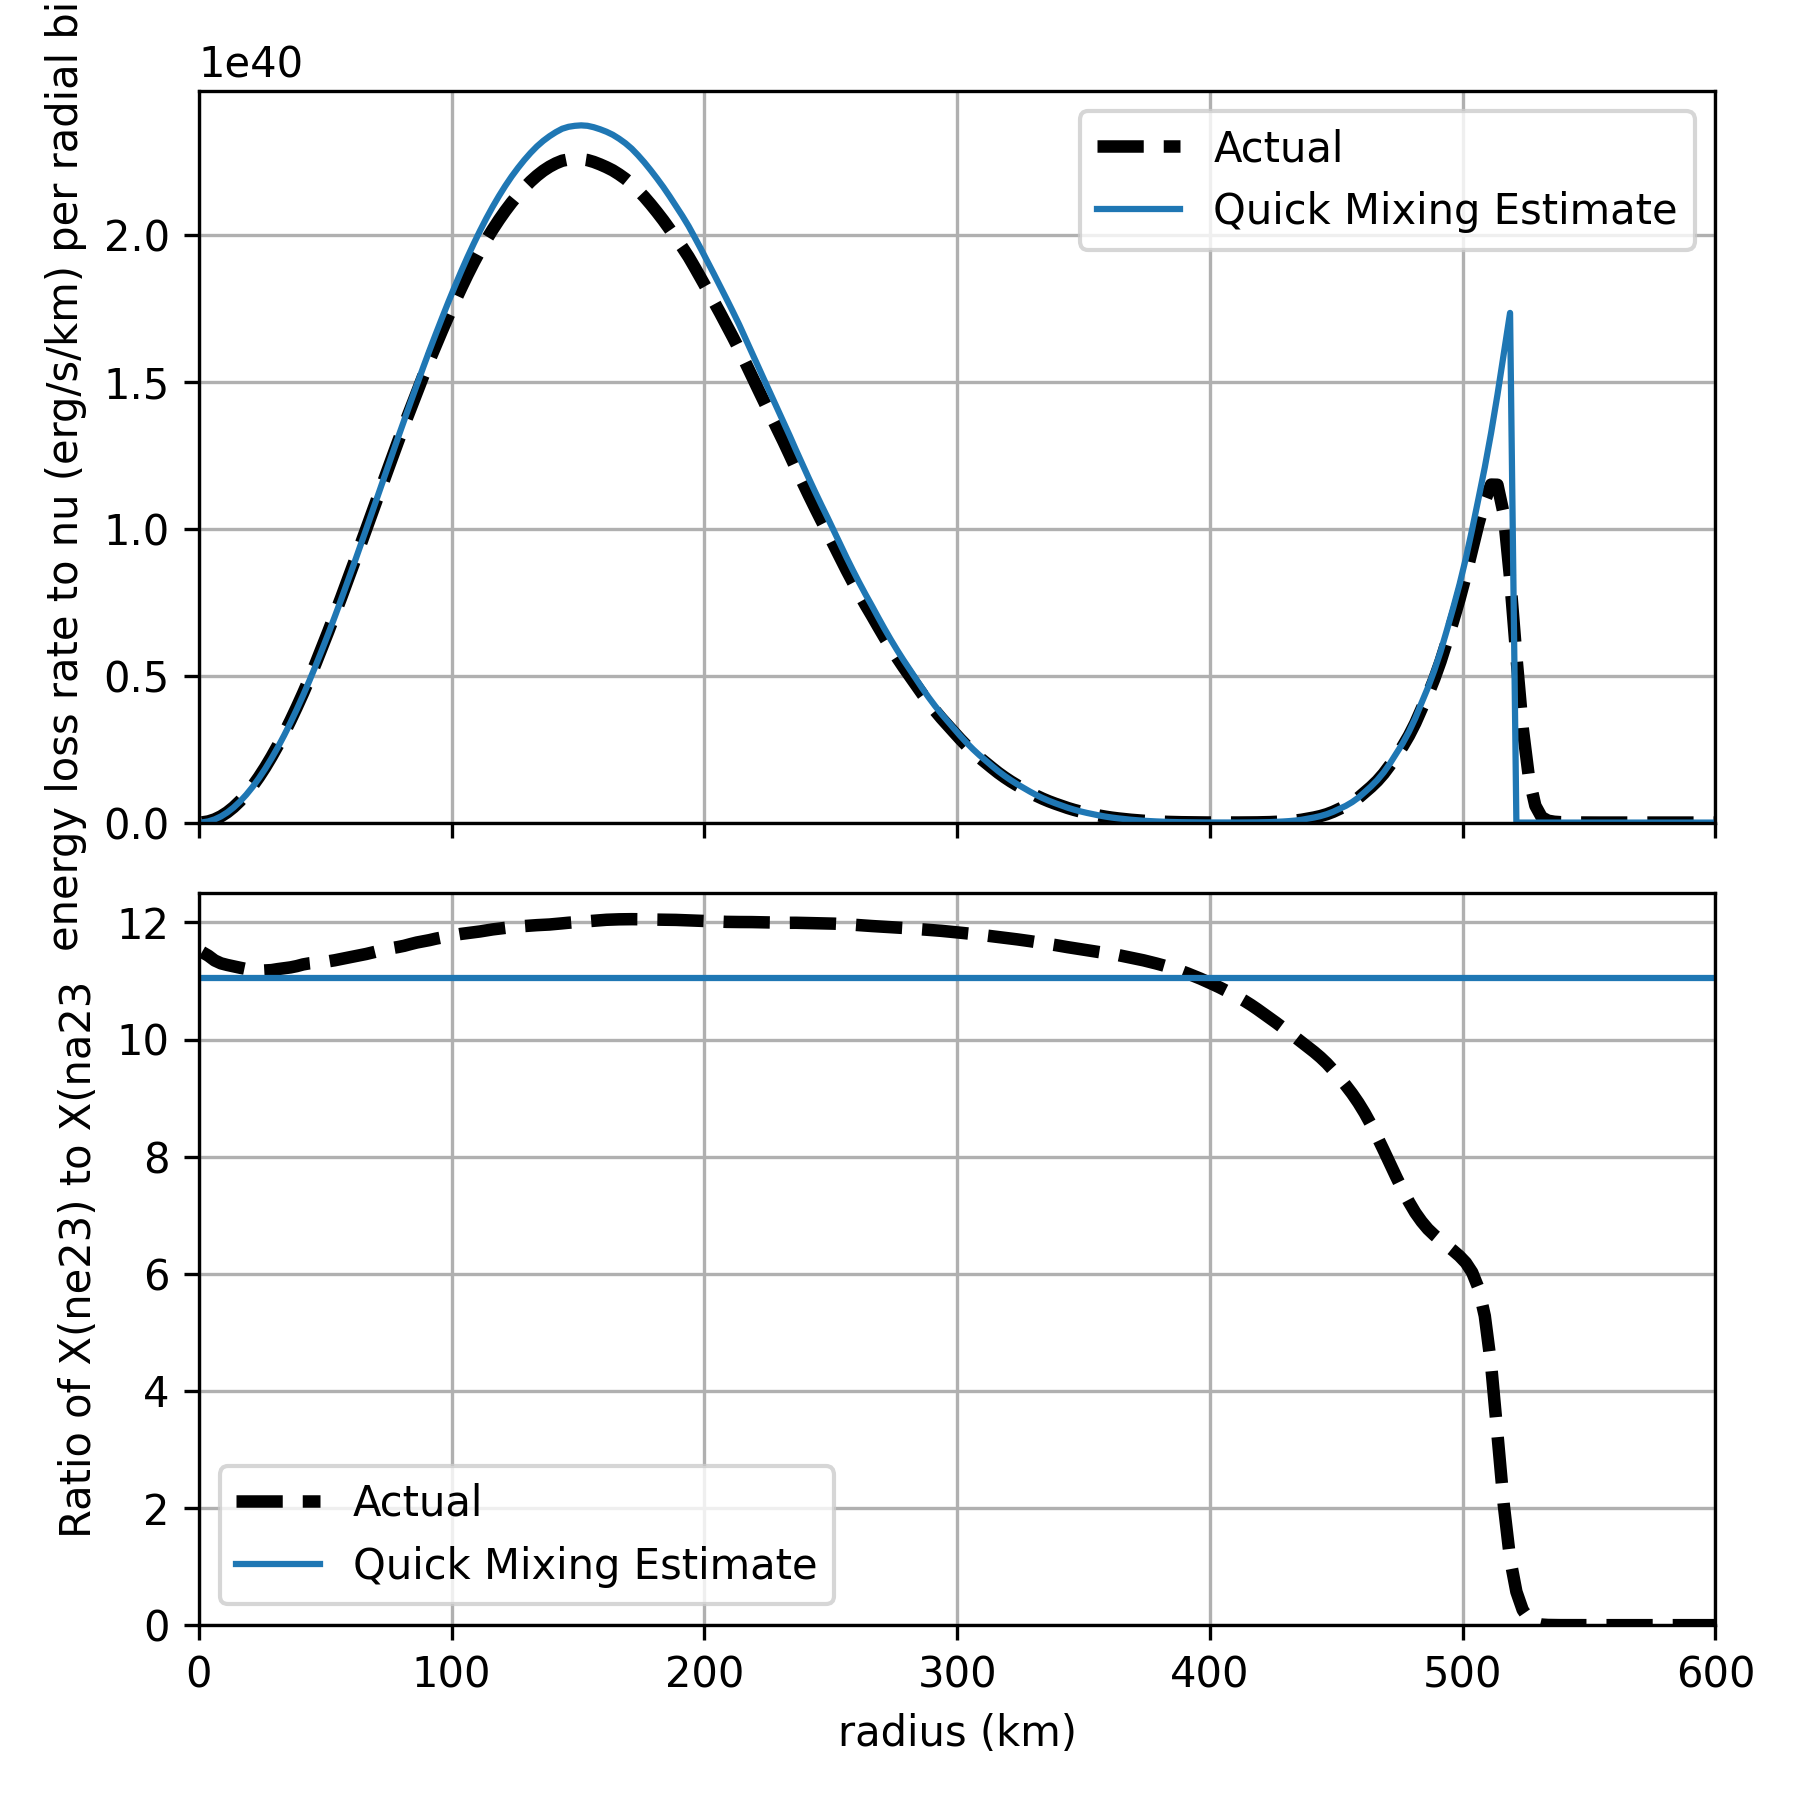 1e40
energy loss rate to nu (erg/s/km) per radial bi
2.0
1.5
1.0
0.5
0.0
Actual
Quick Mixing Estimate
Ratio of X(ne23) to X(na23
12
10
8
6
4
2
0
Actual
Quick Mixing Estimate
0 100 200 300 400 500 600
radius (km)